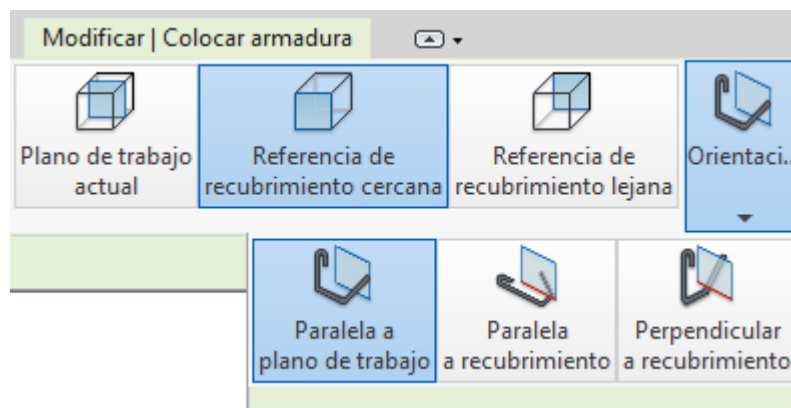 Modificar | Colocar armadura
Plano de trabajo
actual
Referencia de
recubrimiento cercana
Referencia de
recubrimiento lejana
Orientaci...
Paralela a
plano de trabajo
Paralela
a recubrimiento
Perpendicular
a recubrimiento